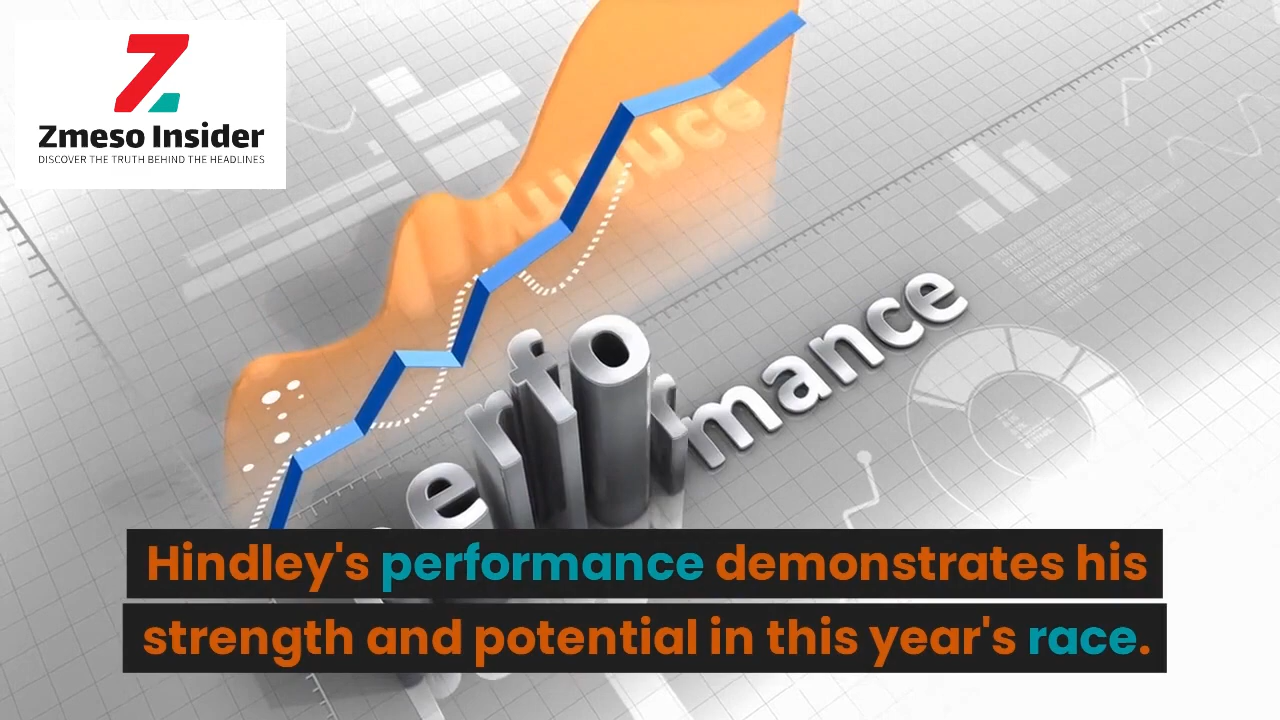 Zmeso Insider
DISCOVER THE TRUTH BEHIND THE HEADLINES
erformance
Hindley's performance demonstrates his
strength and potential in this year's race.